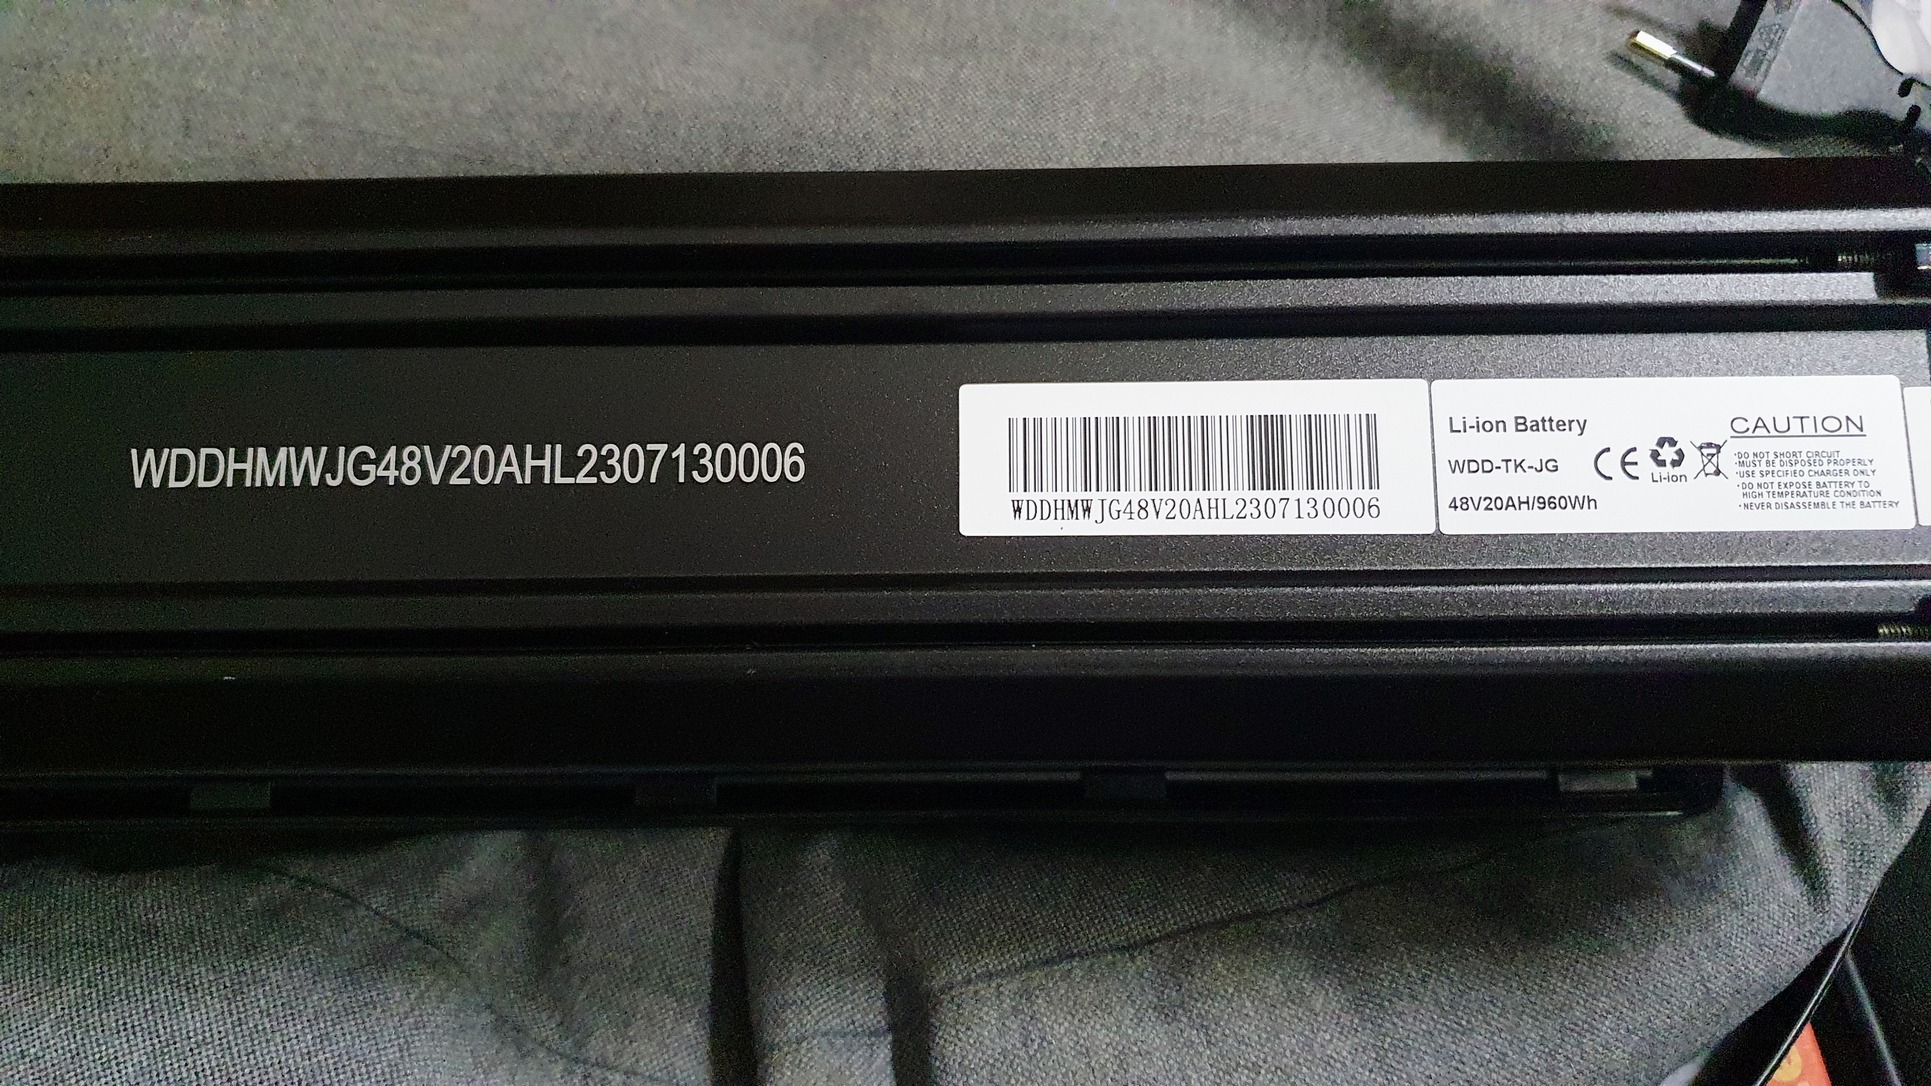 WDDHMWJG48V20AHL2307130006
WDDHMWJG48V20AHL2307130006
Li-ion Battery
WDD-TK-JG
48V20AH/960Wh
CE
Li-ion
CAUTION
·DO NOT SHORT CIRCUIT
·MUST BE DISPOSED PROPERLY
·USE SPECIFIED CHARGER ONLY
·DO NOT EXPOSE BATTERY TO
HIGH TEMPERATURE CONDITION
·NEVER DISASSEMBLE THE BATTERY